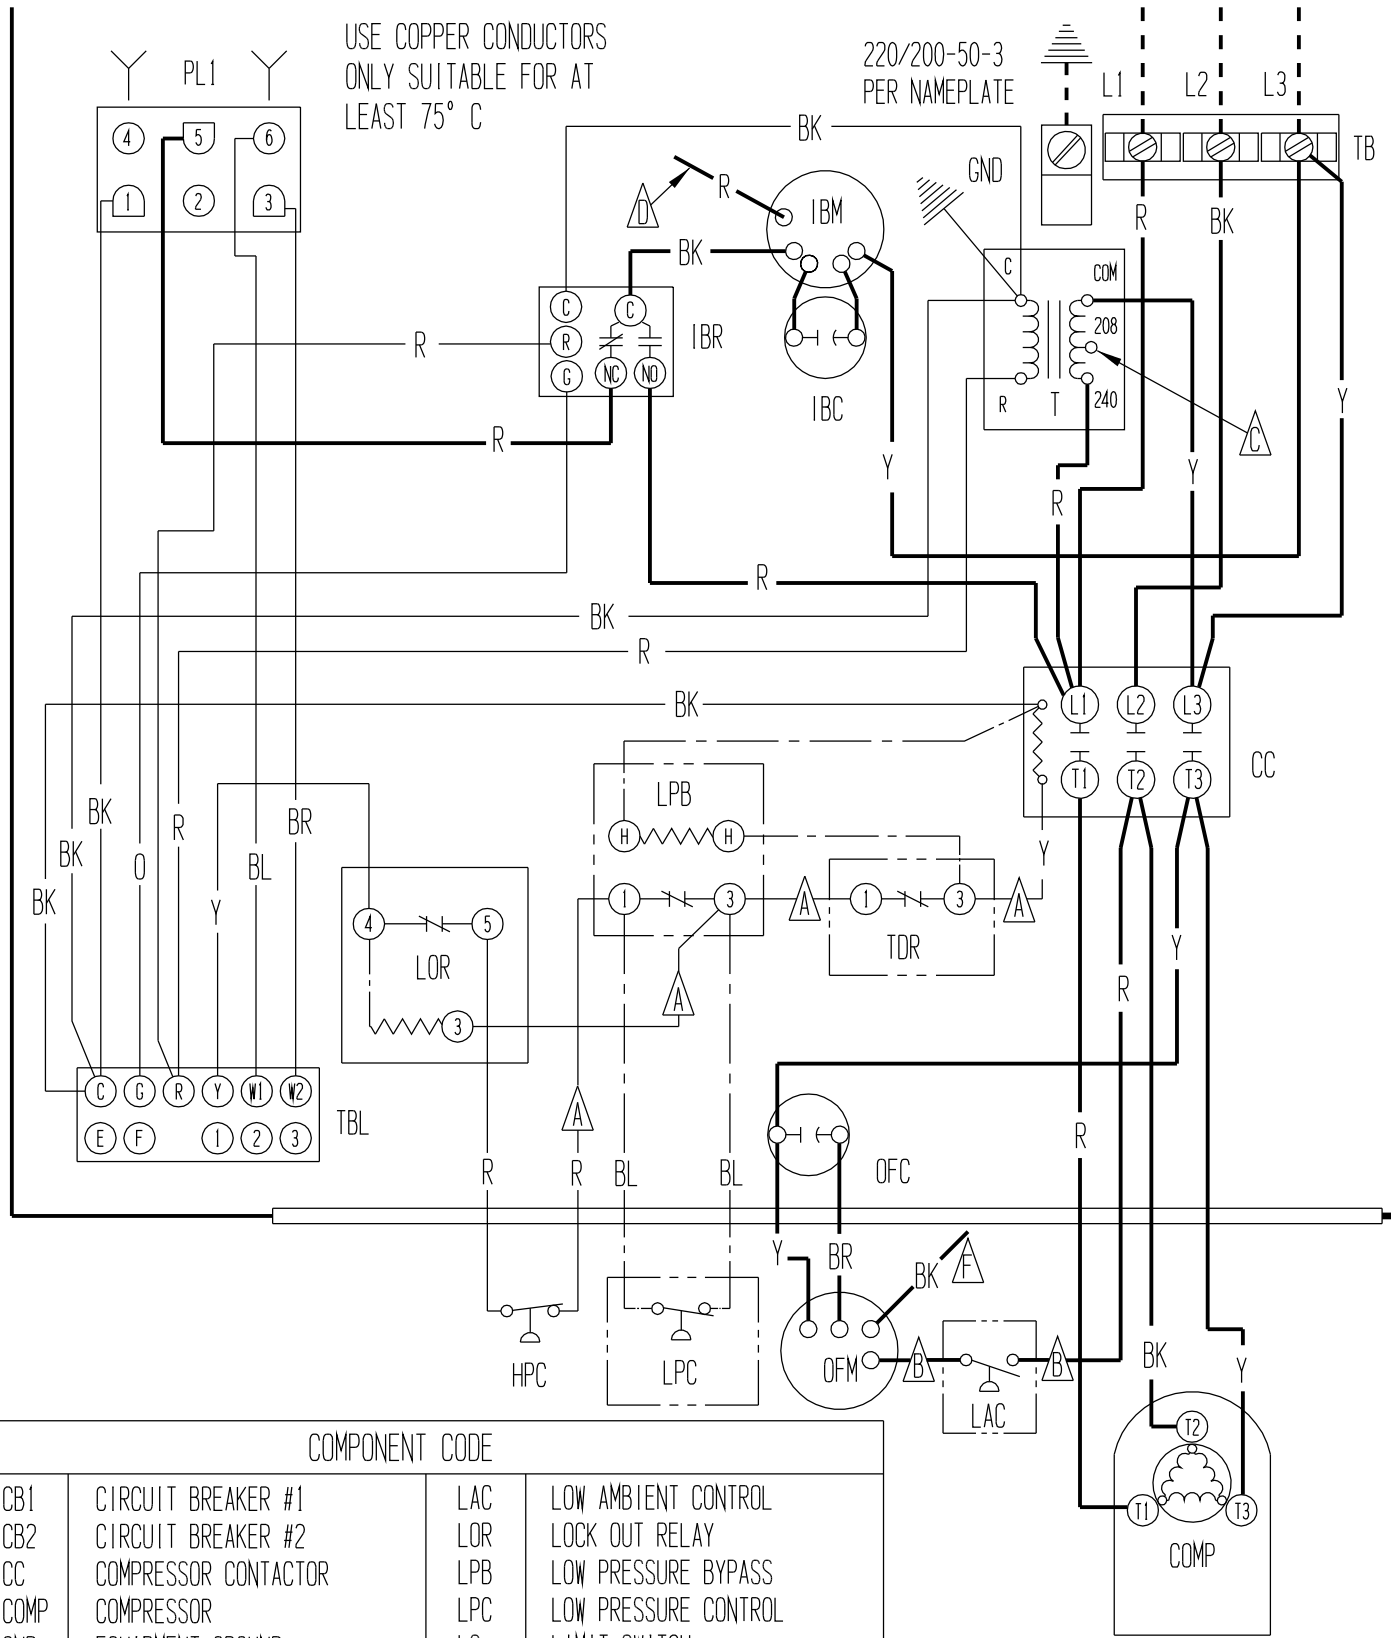 USE COPPER CONDUCTORS
ONLY SUITABLE FOR AT
LEAST 75° C
220/200-50-3
PER NAMEPLATE
PL1
L1 L2 L3
TB
4 5 6
1 2 3
BK
GND
R
D
IBM
R
BK
BK
C
COM
208
240
R
T
C
C
R
G
C
NC NO
IBR
IBC
R
R
Y
Y
Y
R
R
BK
R
BK
L1 L2 L3
T1 T2 T3
CC
LPB
H H
1 3
A
1 3
TDR
A
Y
BK
BK
BK
O
R
Y
BL
BR
4 5
LOR
3
A
Y
R
C G R Y W1 W2
E F 1 2 3
TBL
A
R
R
BL
BL
OFC
R
Y
BR
BK
F
HPC
LPC
OFM
B
LAC
B
BK
Y
T2
T1 T3
COMP
COMPONENT CODE
CB1 CIRCUIT BREAKER #1 LAC LOW AMBIENT CONTROL
CB2 CIRCUIT BREAKER #2 LOR LOCK OUT RELAY
CC COMPRESSOR CONTACTOR LPB LOW PRESSURE BYPASS
COMP COMPRESSOR LPC LOW PRESSURE CONTROL